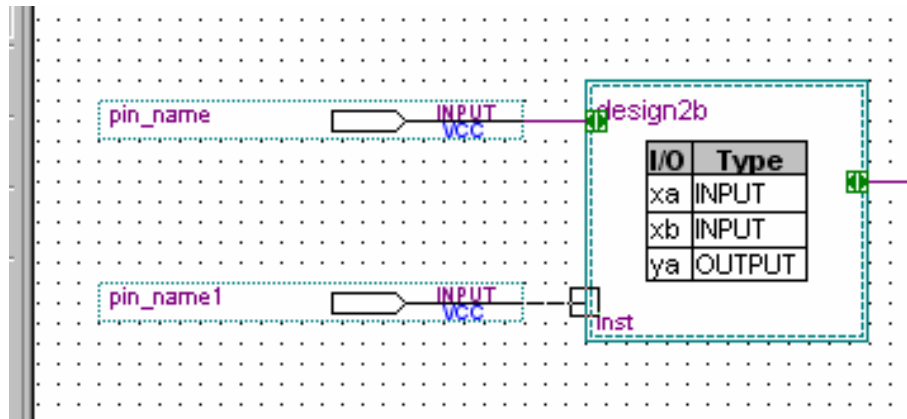 pin_name
INPUT
VCC
design2b
I/O Type
xa INPUT
xb INPUT
ya OUTPUT
pin_name1
INPUT
VCC
inst